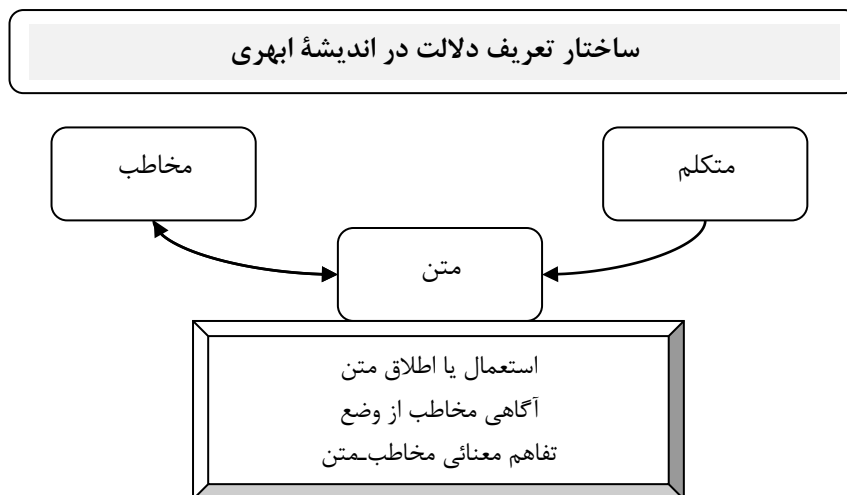 ساختار تعریف دلالت در اندیشهٔ ابهری
متکلم
مخاطب
متن
استعمال یا اطلاق متن
آگاهی مخاطب از وضع
تفاهم معنائی مخاطب‌ـ‌متن